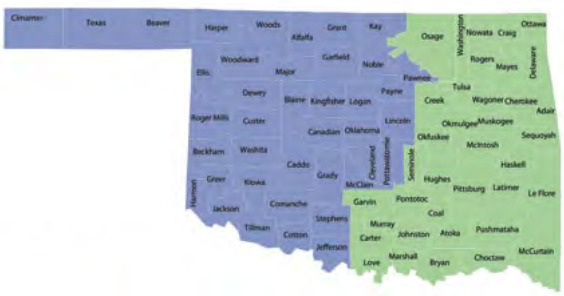 Cimarron Texas Beaver Harper Woods Alfalfa Grant Kay Osage Washington Nowata Craig Ottawa
Woodward Major Garfield Noble Pawnee Rogers Mayes Delaware
Ellis Dewey Blaine Kingfisher Logan Payne Creek Tulsa Wagoner Cherokee Adair
Roger Mills Custer Canadian Oklahoma Lincoln Okfuskee Okmulgee Muskogee Sequoyah
Beckham Washita Caddo Grady Cleveland Pottawatomie Seminole McIntosh Haskell
Harmon Greer Kiowa McClain Hughes Pittsburg Latimer Le Flore
Jackson Comanche Stephens Garvin Pontotoc Coal
Tillman Cotton Jefferson Murray Carter Johnston Atoka Pushmataha
Love Marshall Bryan Choctaw McCurtain